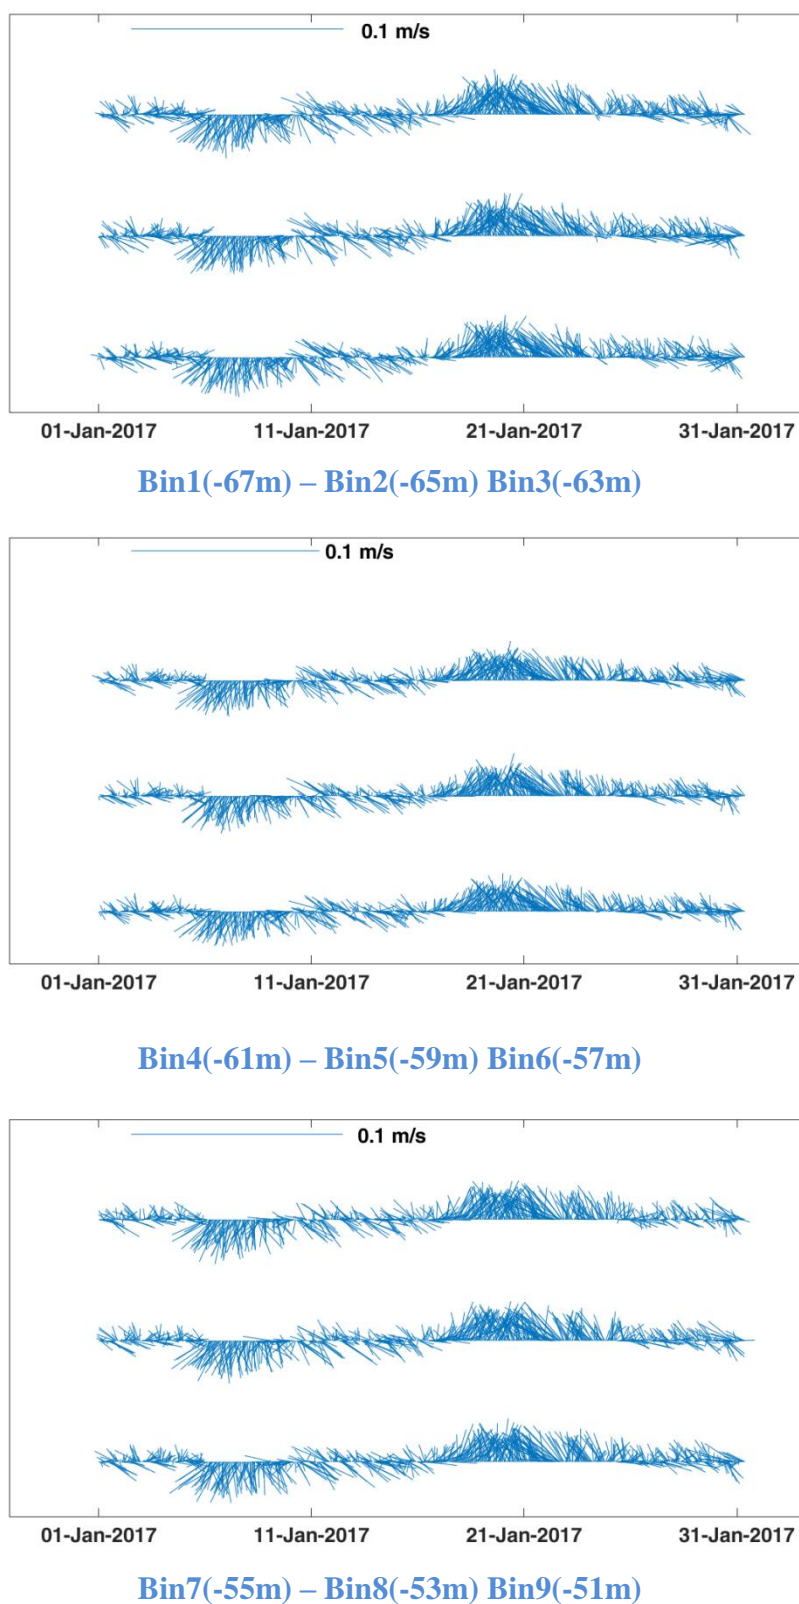 0.1 m/s
01-Jan-2017 11-Jan-2017 21-Jan-2017 31-Jan-2017
Bin1(-67m) – Bin2(-65m) Bin3(-63m)
0.1 m/s
01-Jan-2017 11-Jan-2017 21-Jan-2017 31-Jan-2017
Bin4(-61m) – Bin5(-59m) Bin6(-57m)
0.1 m/s
01-Jan-2017 11-Jan-2017 21-Jan-2017 31-Jan-2017
Bin7(-55m) – Bin8(-53m) Bin9(-51m)